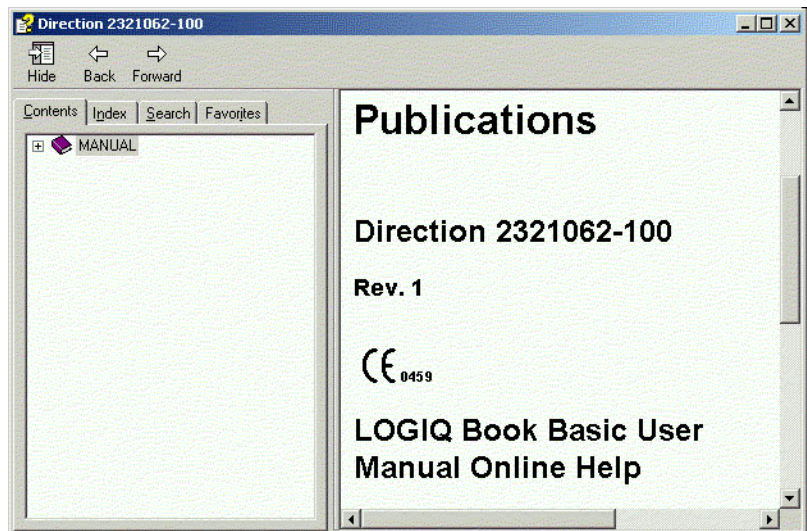 Direction 2321062-100
Hide Back Forward
Contents Index Search Favorites
MANUAL
Publications
Direction 2321062-100
Rev. 1
CE 0459
LOGIQ Book Basic User
Manual Online Help